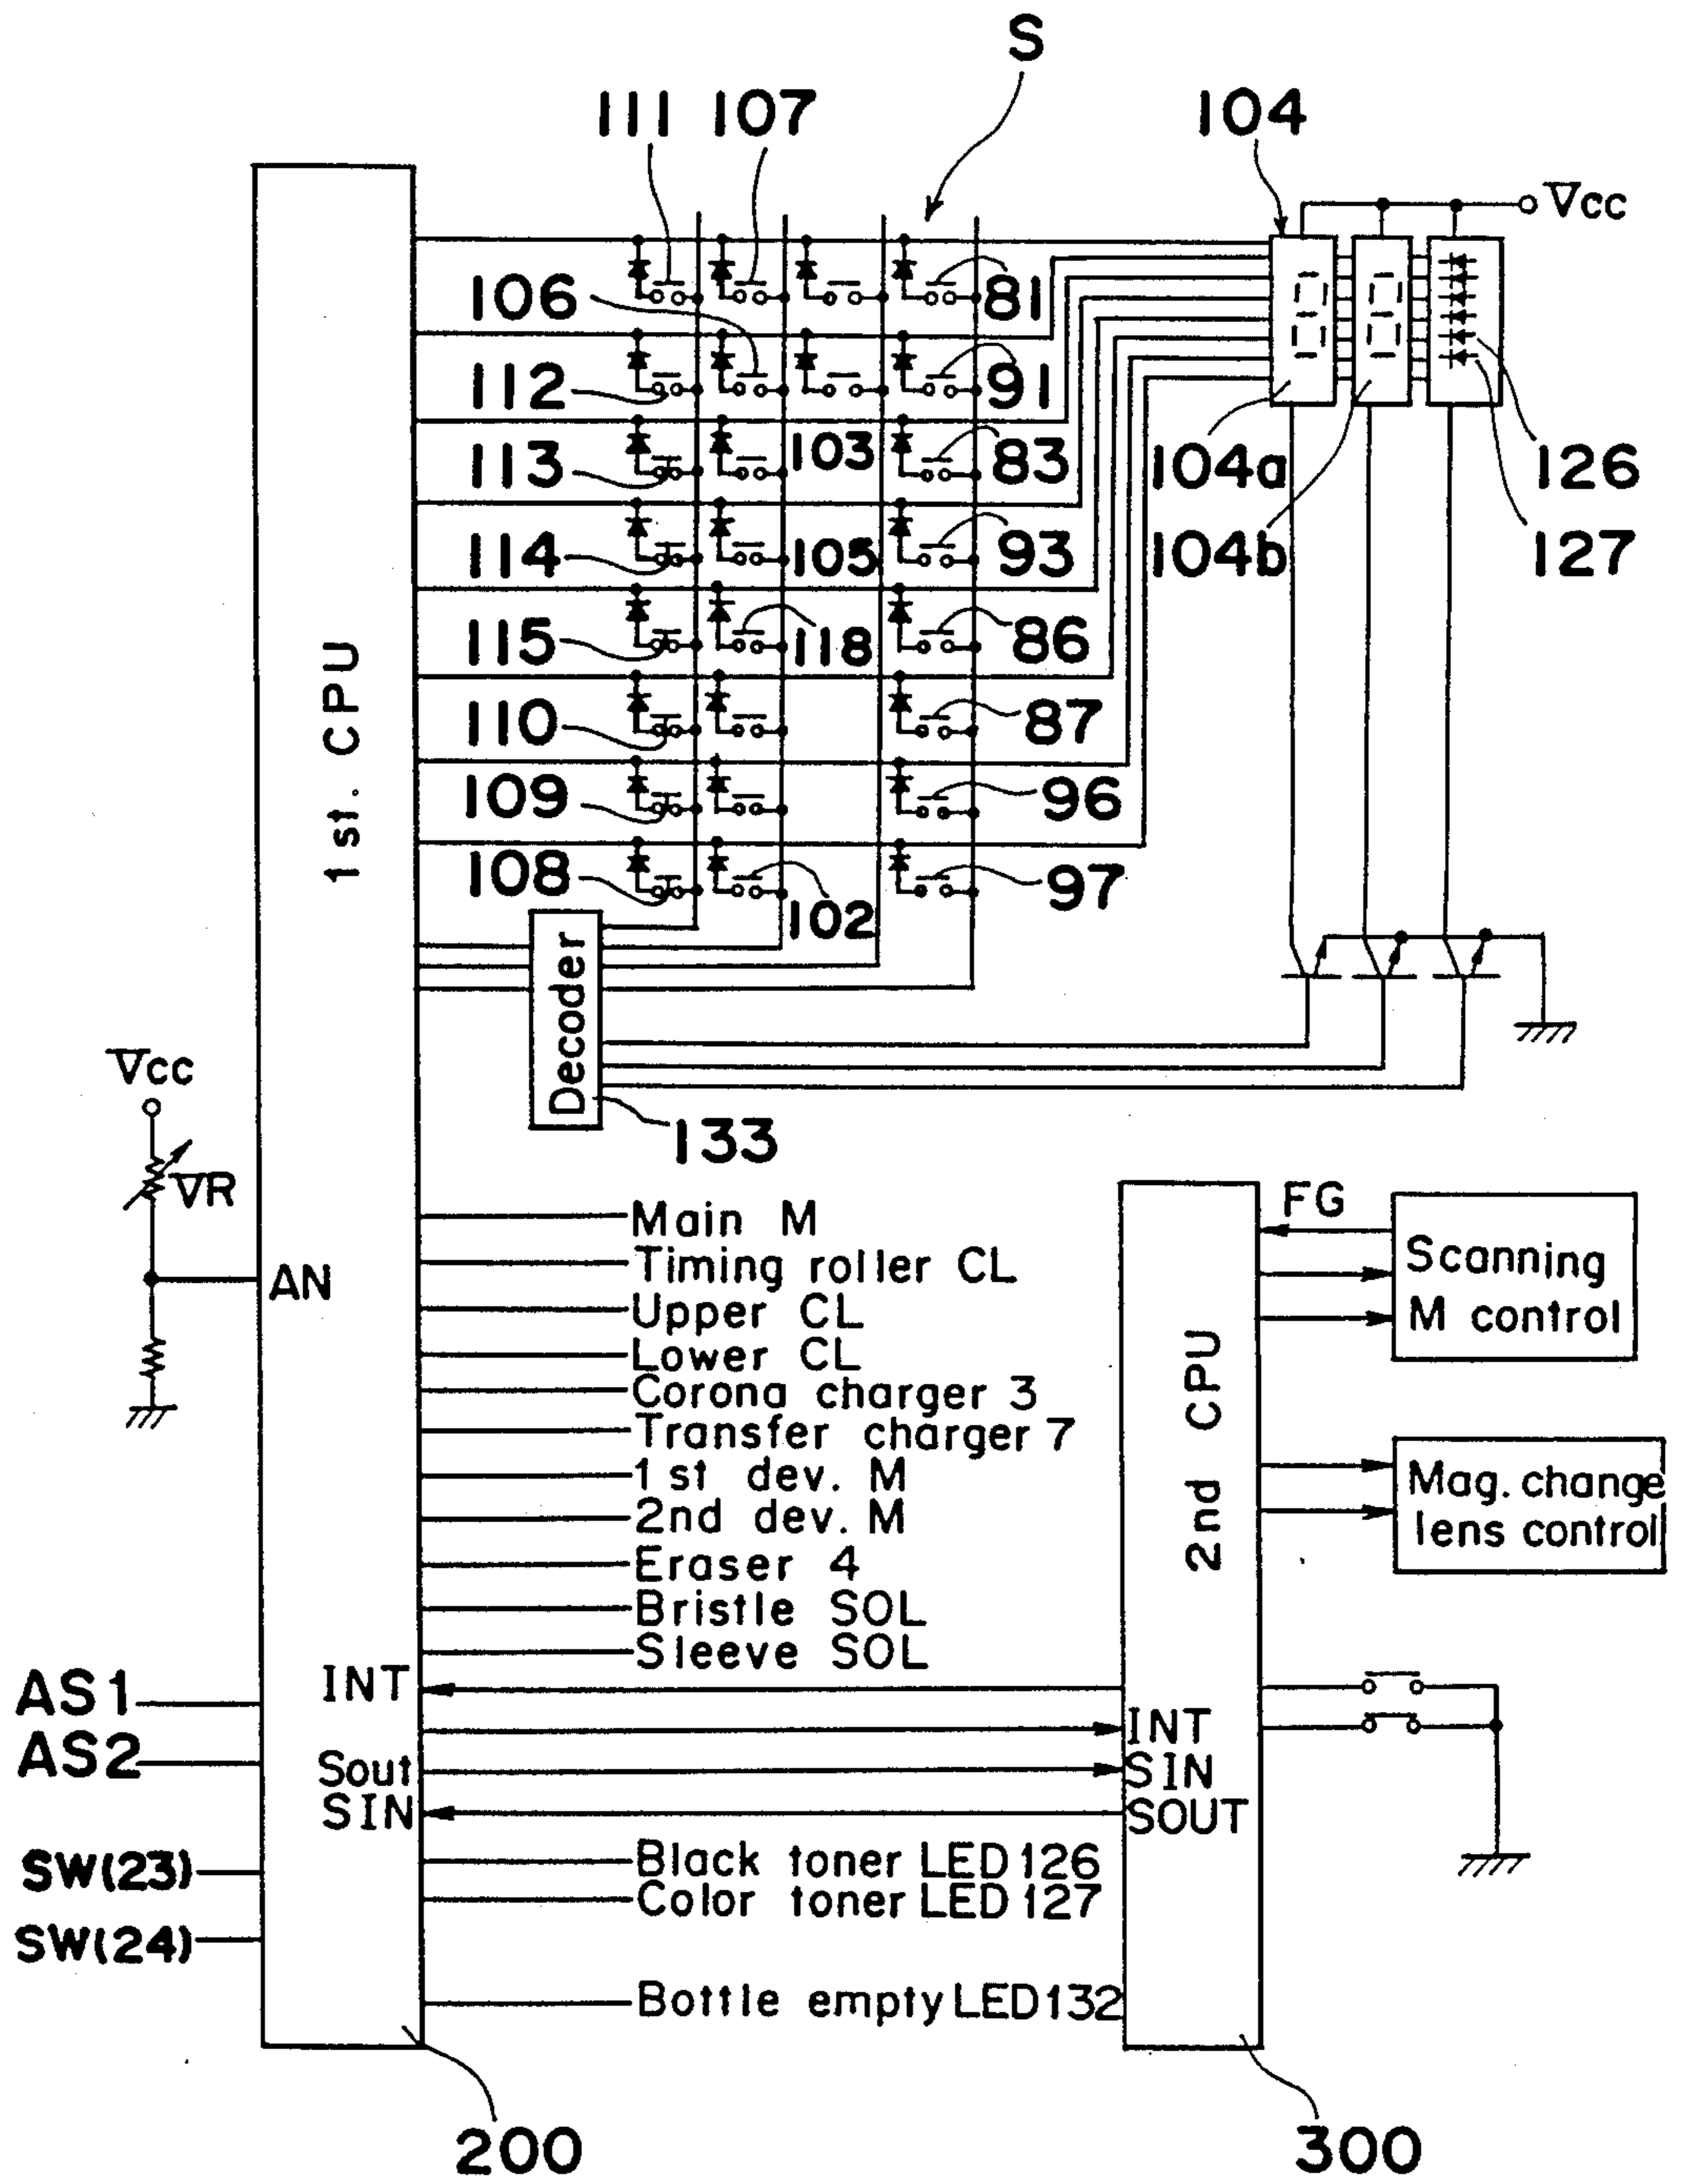 S
111 107 104
Vcc
106 81
112 91
113 103 83 104a 126
114 105 93 104b 127
115 118 86
110 87
109 96
108 102 97
1st. CPU
Decoder
133
Vcc
VR
AN
Main M
Timing roller CL
Upper CL
Lower CL
Corona charger 3
Transfer charger 7
1st dev. M
2nd dev. M
Eraser 4
Bristle SOL
Sleeve SOL
2nd CPU
FG
Scanning
M control
Mag. change
lens control
AS1 INT
INT
AS2 Sout SIN
SIN SOUT
SW(23) Black toner LED 126
Color toner LED 127
SW(24)
Bottle empty LED132
200 300